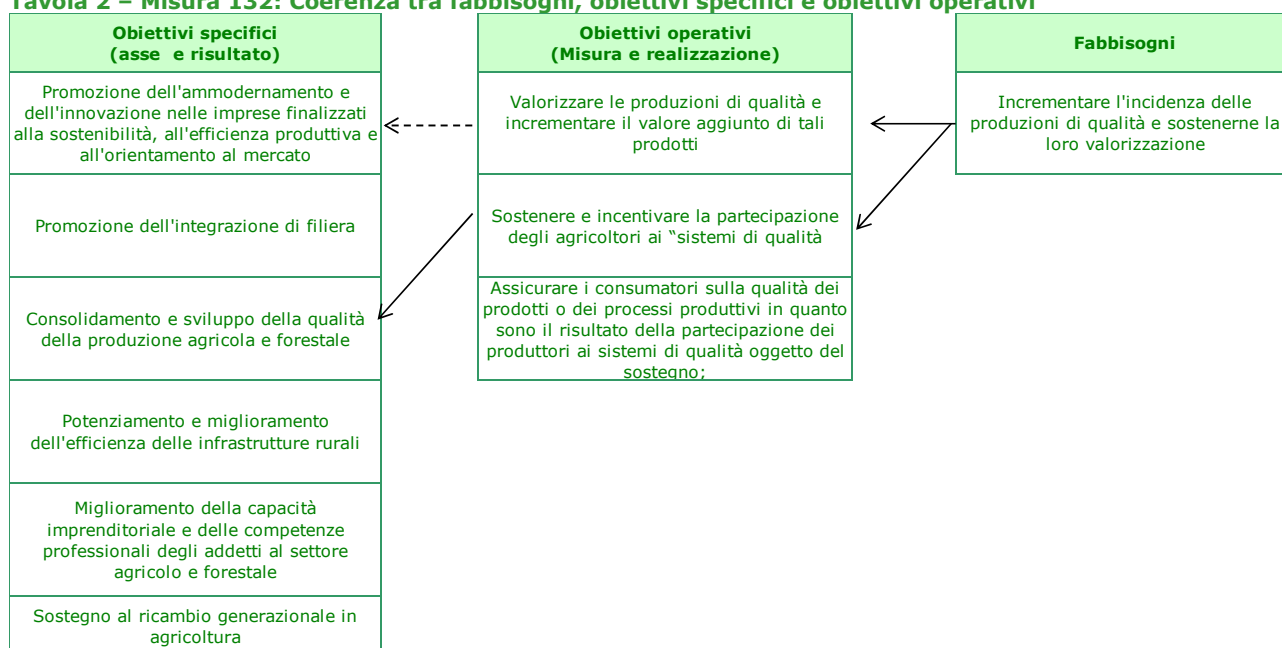 Tavola 2 – Misura 132: Coerenza tra fabbisogni, obiettivi specifici e obiettivi operativi
Obiettivi specifici
(asse e risultato)
Promozione dell'ammodernamento e
dell'innovazione nelle imprese finalizzati
alla sostenibilità, all'efficienza produttiva e
all'orientamento al mercato
Promozione dell'integrazione di filiera
Consolidamento e sviluppo della qualità
della produzione agricola e forestale
Potenziamento e miglioramento
dell'efficienza delle infrastrutture rurali
Miglioramento della capacità
imprenditoriale e delle competenze
professionali degli addetti al settore
agricolo e forestale
Sostegno al ricambio generazionale in
agricoltura
Obiettivi operativi
(Misura e realizzazione)
Valorizzare le produzioni di qualità e
incrementare il valore aggiunto di tali
prodotti
Sostenere e incentivare la partecipazione
degli agricoltori ai “sistemi di qualità
Assicurare i consumatori sulla qualità dei
prodotti o dei processi produttivi in quanto
sono il risultato della partecipazione dei
produttori ai sistemi di qualità oggetto del
sostegno;
Fabbisogni
Incrementare l'incidenza delle
produzioni di qualità e sostenerne la
loro valorizzazione